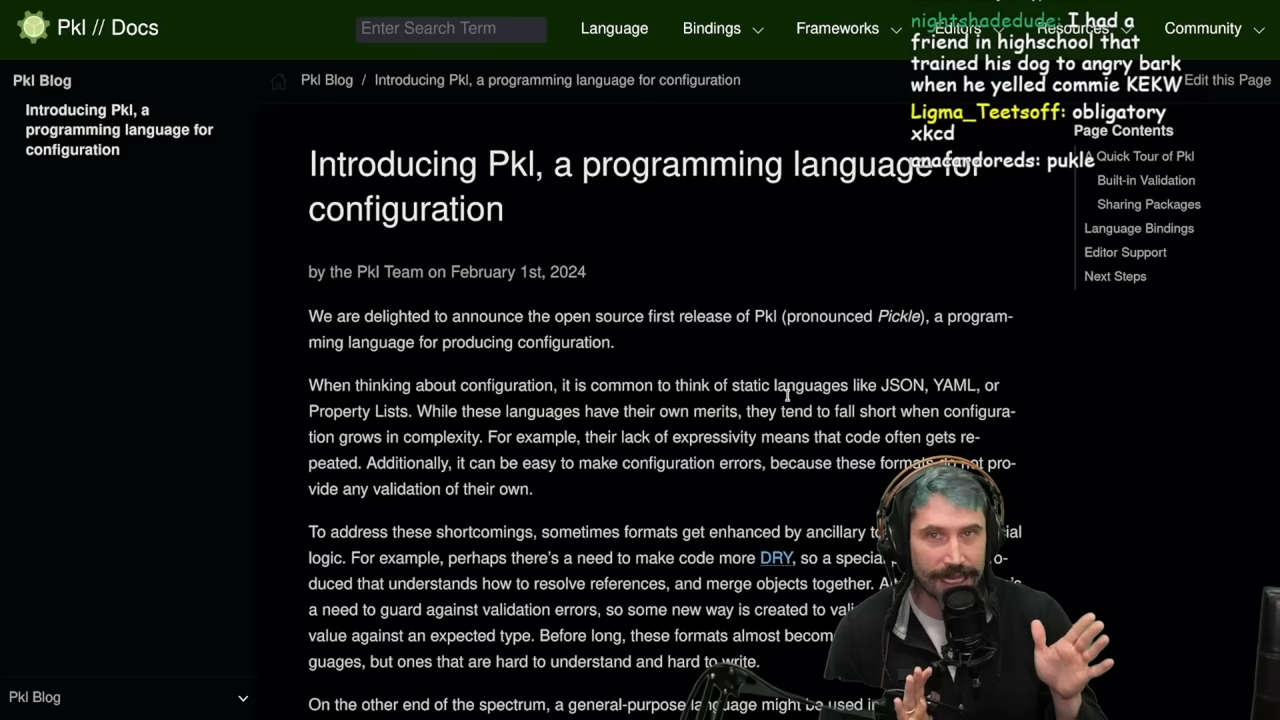 Pkl // Docs
Enter Search Term
Language
Bindings
Frameworks
Editors
Resources
Community
nightshadedude: I had a
friend in highschool that
trained his dog to angry bark
when he yelled commie KEKW
Ligma_Teetsoff: obligatory
xkcd
anacardoreds: pukle
Pkl Blog
Introducing Pkl, a
programming language for
configuration
Pkl Blog / Introducing Pkl, a programming language for configuration
Edit this Page
Introducing Pkl, a programming language for
configuration
by the Pkl Team on February 1st, 2024
We are delighted to announce the open source first release of Pkl (pronounced Pickle), a program-
ming language for producing configuration.
When thinking about configuration, it is common to think of static languages like JSON, YAML, or
Property Lists. While these languages have their own merits, they tend to fall short when configura-
tion grows in complexity. For example, their lack of expressivity means that code often gets re-
peated. Additionally, it can be easy to make configuration errors, because these formats do not pro-
vide any validation of their own.
To address these shortcomings, sometimes formats get enhanced by ancillary
logic. For example, perhaps there's a need to make code more DRY, so a special
duced that understands how to resolve references, and merge objects together.
a need to guard against validation errors, so some new way is created to
value against an expected type. Before long, these formats almost
guages, but ones that are hard to understand and hard to write.
On the other end of the spectrum, a general-purpose language might be used
Page Contents
A Quick Tour of Pkl
Built-in Validation
Sharing Packages
Language Bindings
Editor Support
Next Steps
Pkl Blog